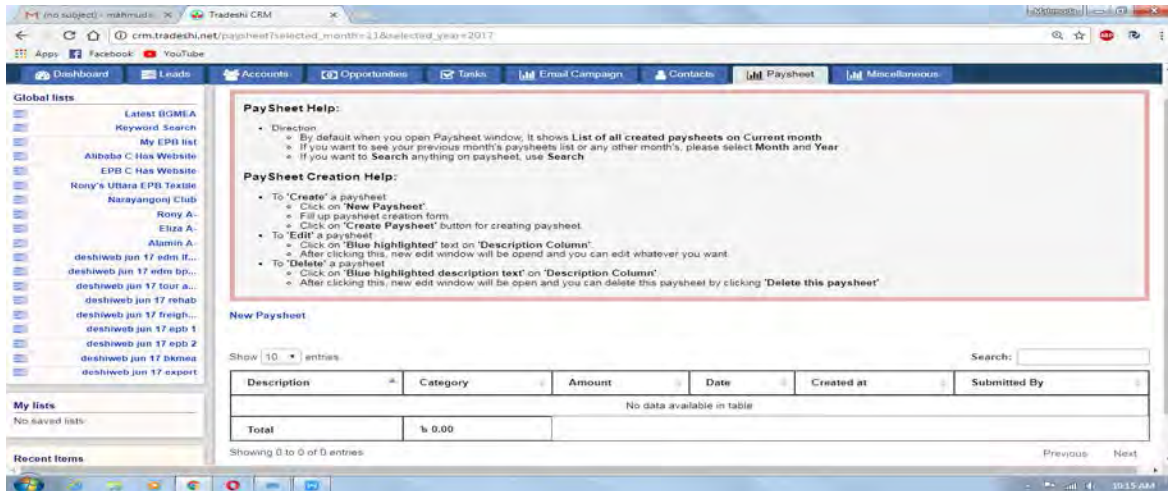 (no subject) - mahmuda
Tradeshi CRM
crm.tradeshi.net/paysheet?selected_month=11&selected_year=2017
Apps Facebook YouTube
Dashboard Leads Accounts Opportunities Tasks Email Campaign Contacts Paysheet Miscellaneous
Global lists
Latest BGMEA
Keyword Search
My EPB list
Alibaba C Has Website
EPB C Has Website
Rony's Uttara EPB Textile
Narayangonj Club
Rony A-
Eliza A-
Alamin A-
deshiweb jun 17 edm lf...
deshiweb jun 17 edm bp...
deshiweb jun 17 tour a...
deshiweb jun 17 rehab
deshiweb jun 17 freigh...
deshiweb jun 17 epb 1
deshiweb jun 17 epb 2
deshiweb jun 17 bkmea
deshiweb jun 17 export
My lists
No saved lists
Recent Items
PaySheet Help:
Direction
By default when you open Paysheet window, It shows List of all created paysheets on Current month
If you want to see your previous month's paysheets list or any other month's, please select Month and Year
If you want to Search anything on paysheet, use Search
PaySheet Creation Help:
To 'Create' a paysheet
Click on 'New Paysheet'.
Fill up paysheet creation form
Click on 'Create Paysheet' button for creating paysheet
To 'Edit' a paysheet
Click on 'Blue highlighted' text on 'Description Column'.
After clicking this, new edit window will be opend and you can edit whatever you want
To 'Delete' a paysheet
Click on 'Blue highlighted description text' on 'Description Column'
After clicking this, new edit window will be open and you can delete this paysheet by clicking 'Delete this paysheet'
New Paysheet
Show 10 entries
Search:
Description Category Amount Date Created at Submitted By
No data available in table
Total ৳ 0.00
Showing 0 to 0 of 0 entries
Previous Next
10:15 AM